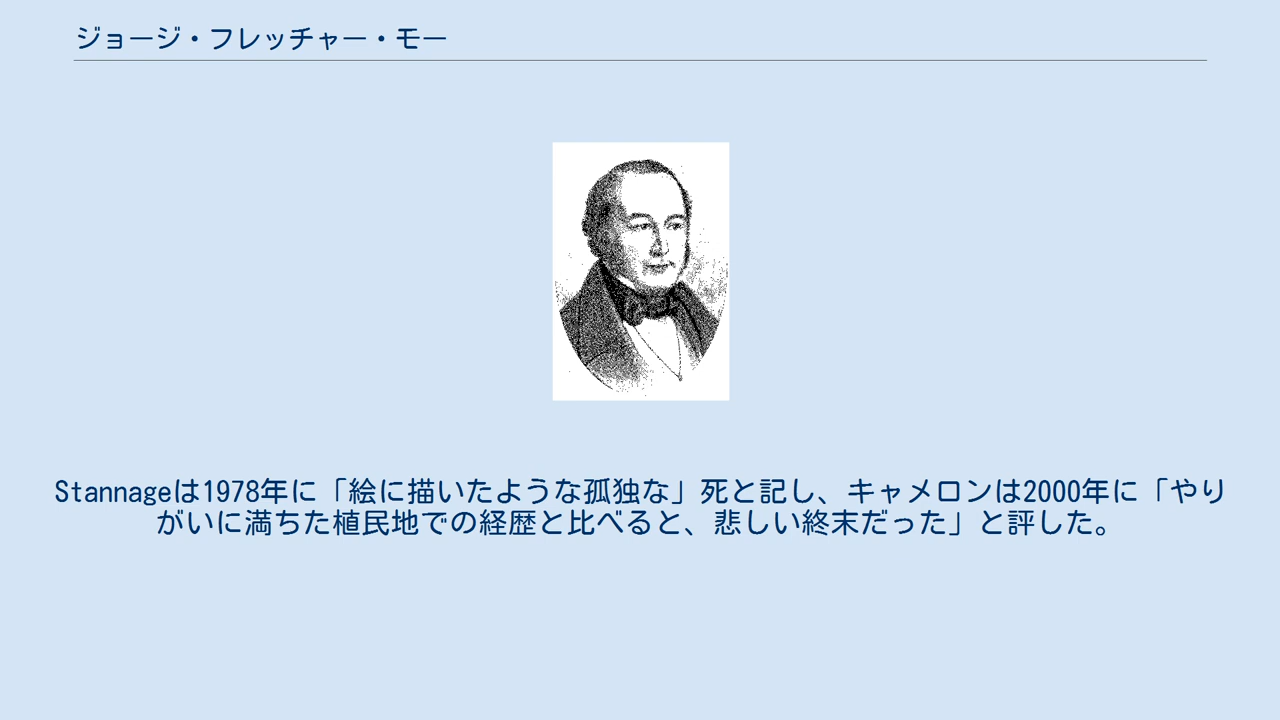 ジョージ・フレッチャー・モー
Stannageは1978年に「絵に描いたような孤独な」死と記し、キャメロンは2000年に「やり
がいに満ちた植民地での経歴と比べると、悲しい終末だった」と評した。